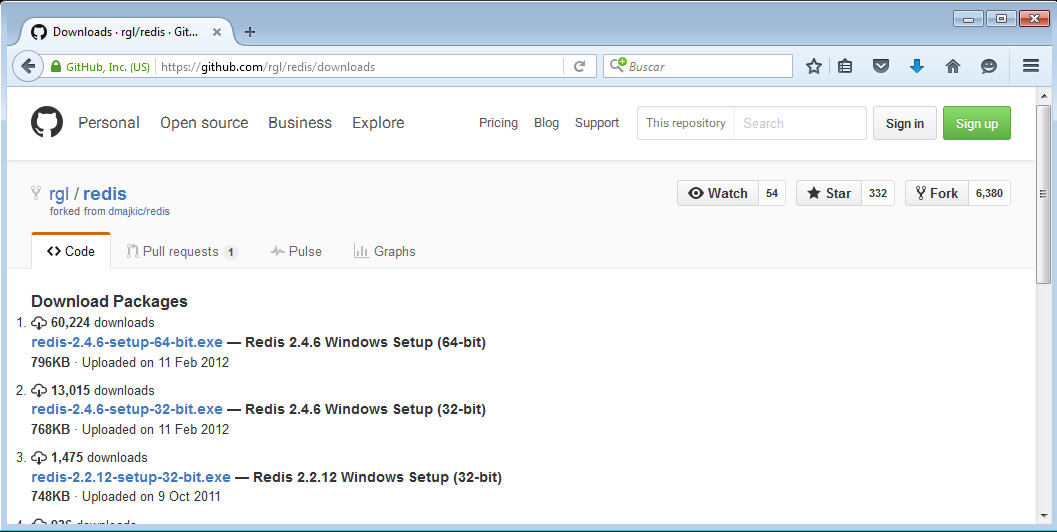 Downloads · rgl/redis · Git...
GitHub, Inc. (US) https://github.com/rgl/redis/downloads Buscar
Personal Open source Business Explore Pricing Blog Support This repository Search Sign in Sign up
rgl / redis Watch 54 Star 332 Fork 6,380
forked from dmajkic/redis
Code Pull requests 1 Pulse Graphs
Download Packages
1. 60,224 downloads
redis-2.4.6-setup-64-bit.exe — Redis 2.4.6 Windows Setup (64-bit)
796KB · Uploaded on 11 Feb 2012
2. 13,015 downloads
redis-2.4.6-setup-32-bit.exe — Redis 2.4.6 Windows Setup (32-bit)
768KB · Uploaded on 11 Feb 2012
3. 1,475 downloads
redis-2.2.12-setup-32-bit.exe — Redis 2.2.12 Windows Setup (32-bit)
748KB · Uploaded on 9 Oct 2011
downloads